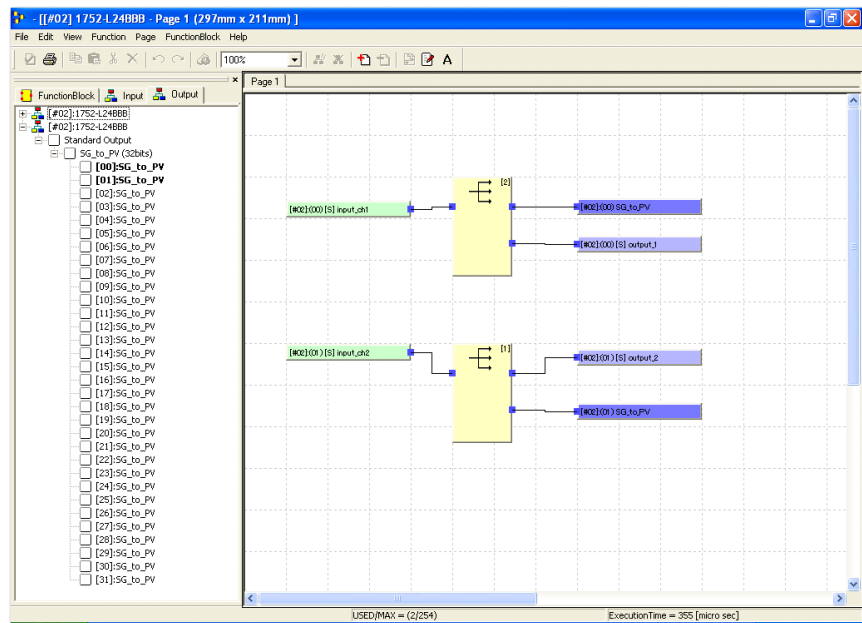 - [[#02] 1752-L24BBB - Page 1 (297mm x 211mm) ]
File Edit View Function Page FunctionBlock Help
100%
A
FunctionBlock Input Output
Page 1
[#02]:1752-L24BBB
[#02]:1752-L24BBB
Standard Output
SG_to_PV (32bits)
[00]:SG_to_PV
[01]:SG_to_PV
[02]:SG_to_PV
[03]:SG_to_PV
[04]:SG_to_PV
[05]:SG_to_PV
[06]:SG_to_PV
[07]:SG_to_PV
[08]:SG_to_PV
[09]:SG_to_PV
[10]:SG_to_PV
[11]:SG_to_PV
[12]:SG_to_PV
[13]:SG_to_PV
[14]:SG_to_PV
[15]:SG_to_PV
[16]:SG_to_PV
[17]:SG_to_PV
[18]:SG_to_PV
[19]:SG_to_PV
[20]:SG_to_PV
[21]:SG_to_PV
[22]:SG_to_PV
[23]:SG_to_PV
[24]:SG_to_PV
[25]:SG_to_PV
[26]:SG_to_PV
[27]:SG_to_PV
[28]:SG_to_PV
[29]:SG_to_PV
[30]:SG_to_PV
[31]:SG_to_PV
[2]
[#02]:(00) [S] input_ch1
[#02]:(00) SG_to_PV
[#02]:(00) [S] output_1
[1]
[#02]:(01) [S] input_ch2
[#02]:(01) [S] output_2
[#02]:(01) SG_to_PV
USED/MAX = (2/254)
ExecutionTime = 355 [micro sec]